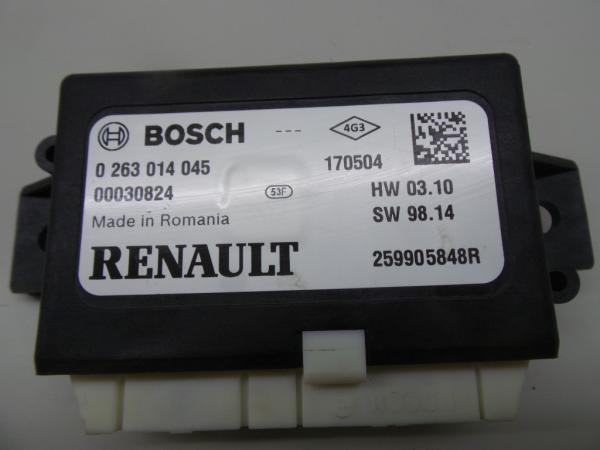 BOSCH --- 4G3
0 263 014 045 170504
00030824 53F HW 03.10
Made in Romania SW 98.14
RENAULT 259905848R